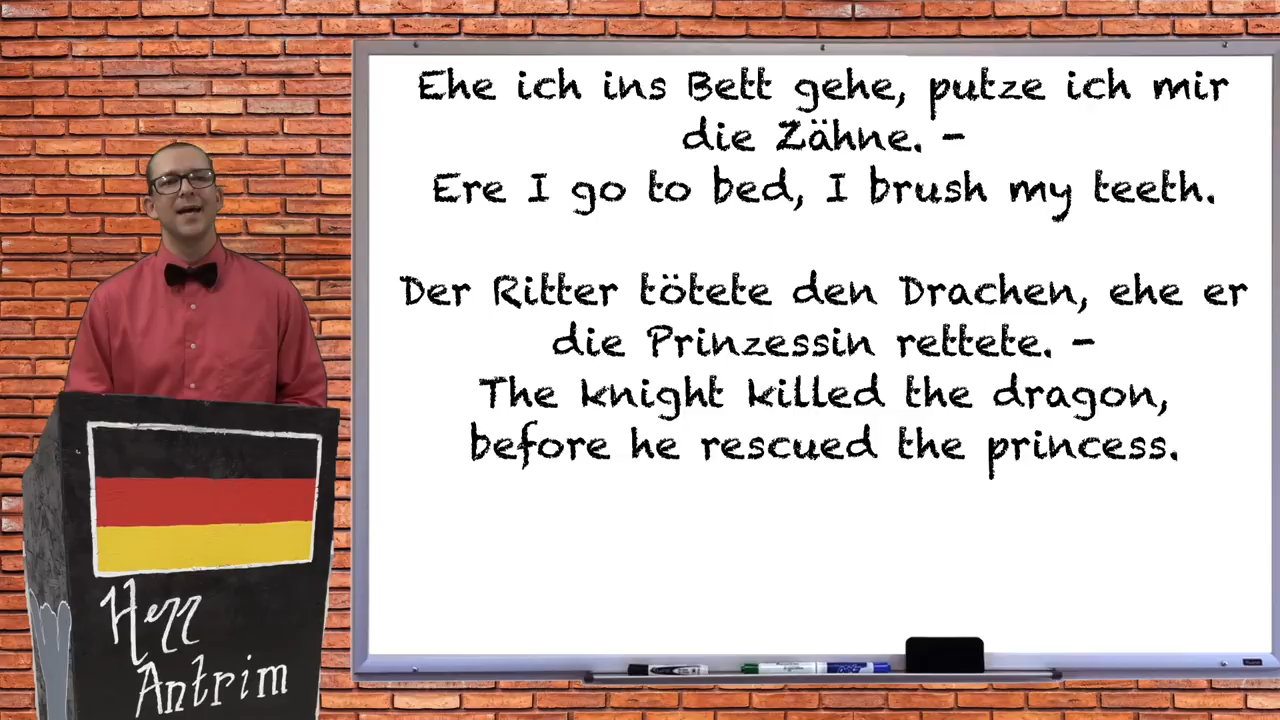 Ehe ich ins Bett gehe, putze ich mir
die Zähne. –
Ere I go to bed, I brush my teeth.
Der Ritter tötete den Drachen, ehe er
die Prinzessin rettete. –
The knight killed the dragon,
before he rescued the princess.
Herr
Antrim